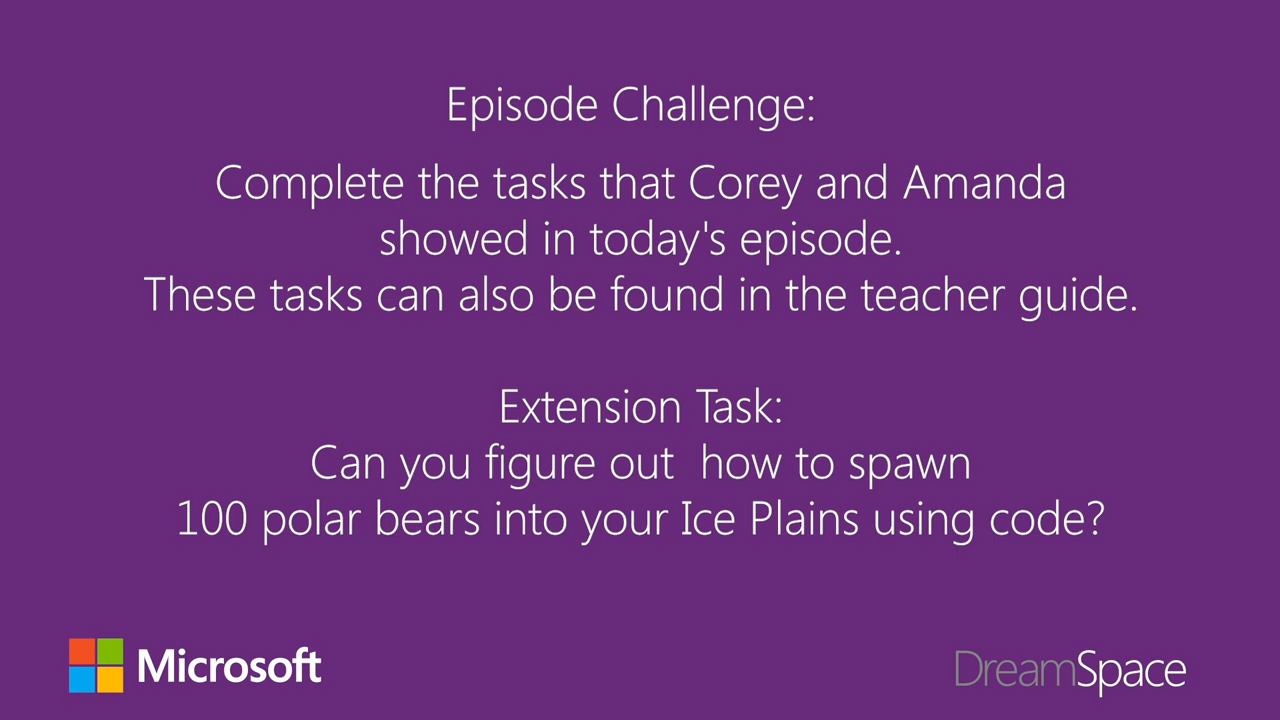 Episode Challenge:
Complete the tasks that Corey and Amanda
showed in today's episode.
These tasks can also be found in the teacher guide.
Extension Task:
Can you figure out  how to spawn
100 polar bears into your Ice Plains using code?
Microsoft
DreamSpace